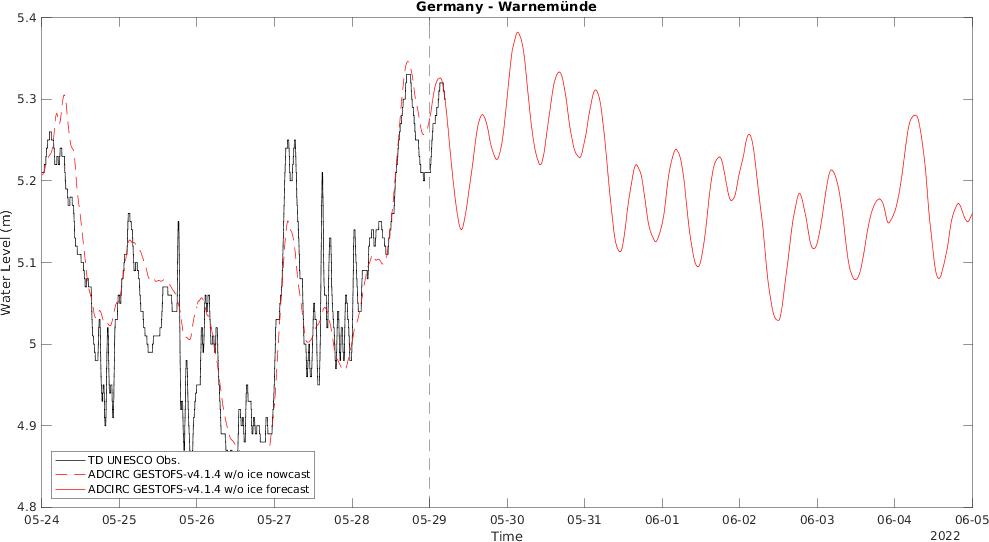 Germany - Warnemünde
5.4
5.3
5.2
5.1
5
4.9
4.8
Water Level (m)
TD UNESCO Obs.
ADCIRC GESTOFS-v4.1.4 w/o ice nowcast
ADCIRC GESTOFS-v4.1.4 w/o ice forecast
05-24 05-25 05-26 05-27 05-28 05-29 05-30 05-31 06-01 06-02 06-03 06-04 06-05
Time
2022